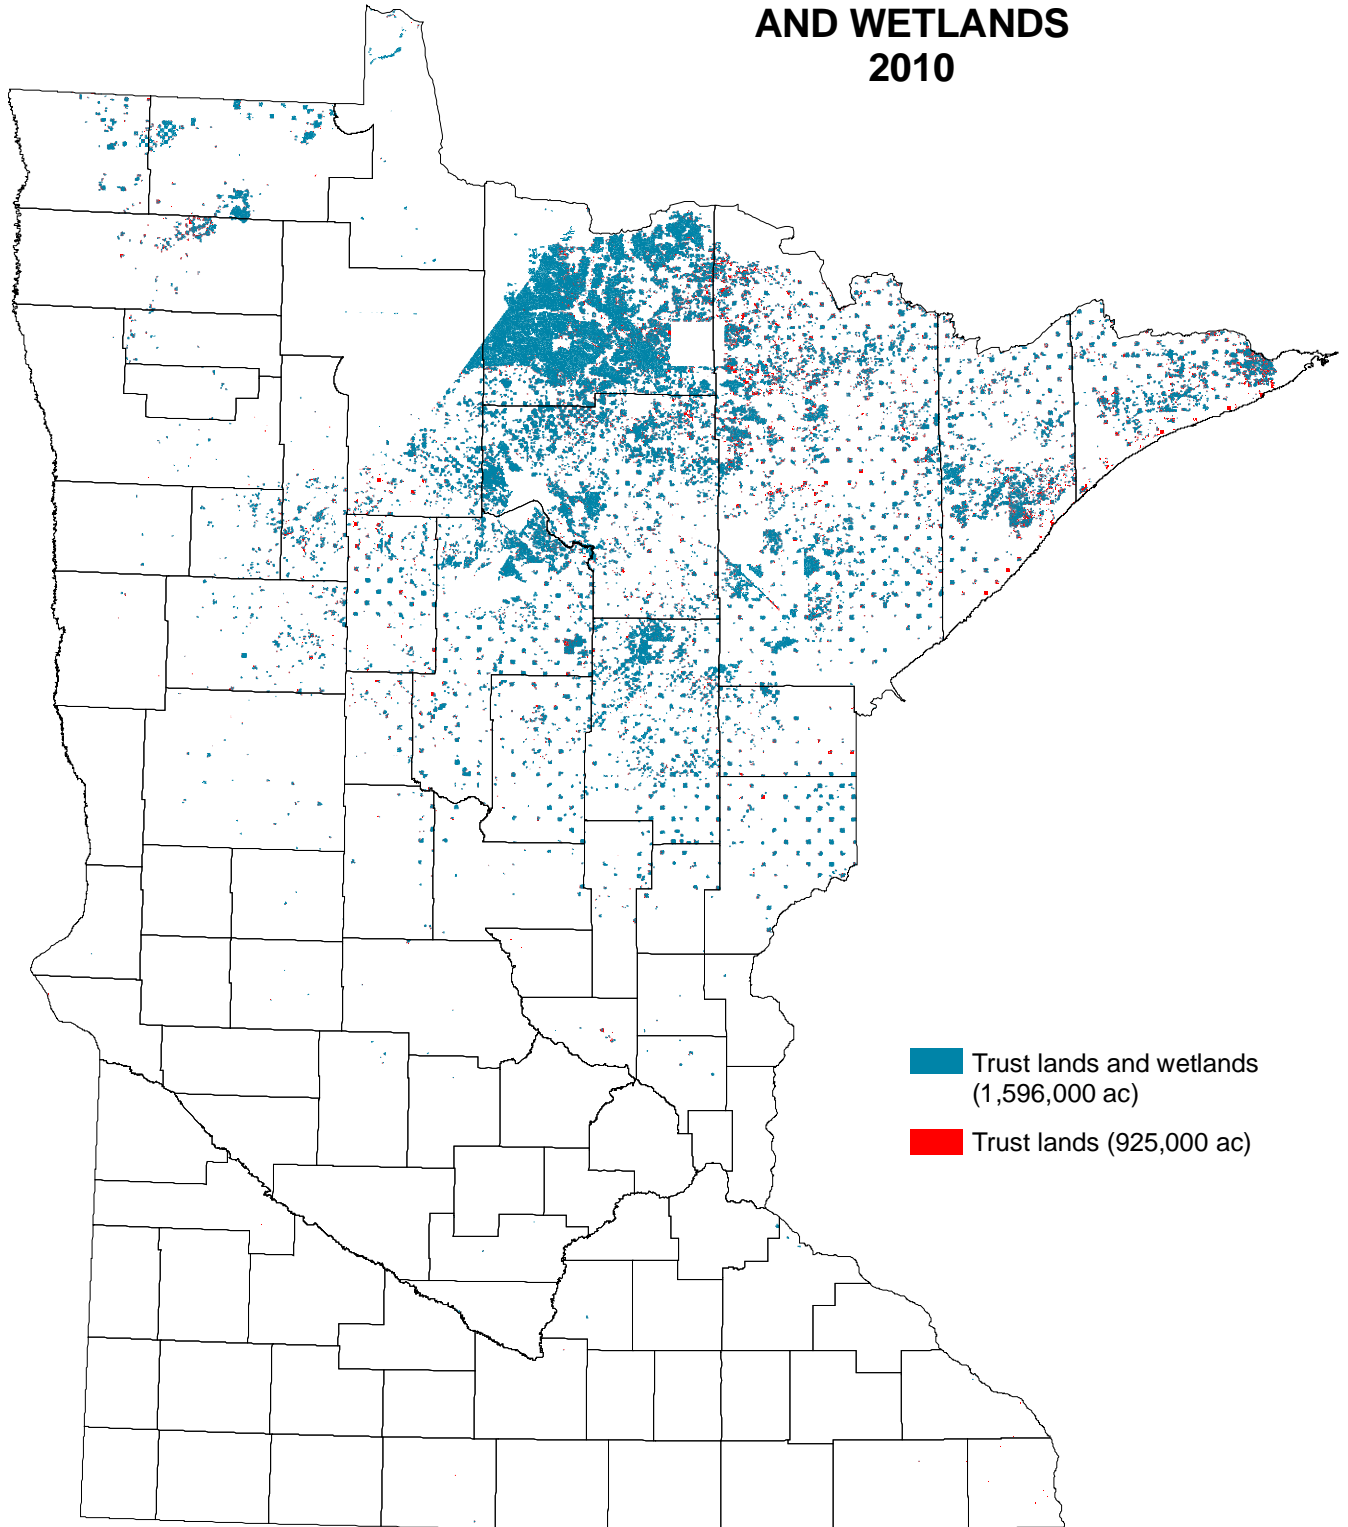 AND WETLANDS
2010
Trust lands and wetlands
(1,596,000 ac)
Trust lands (925,000 ac)